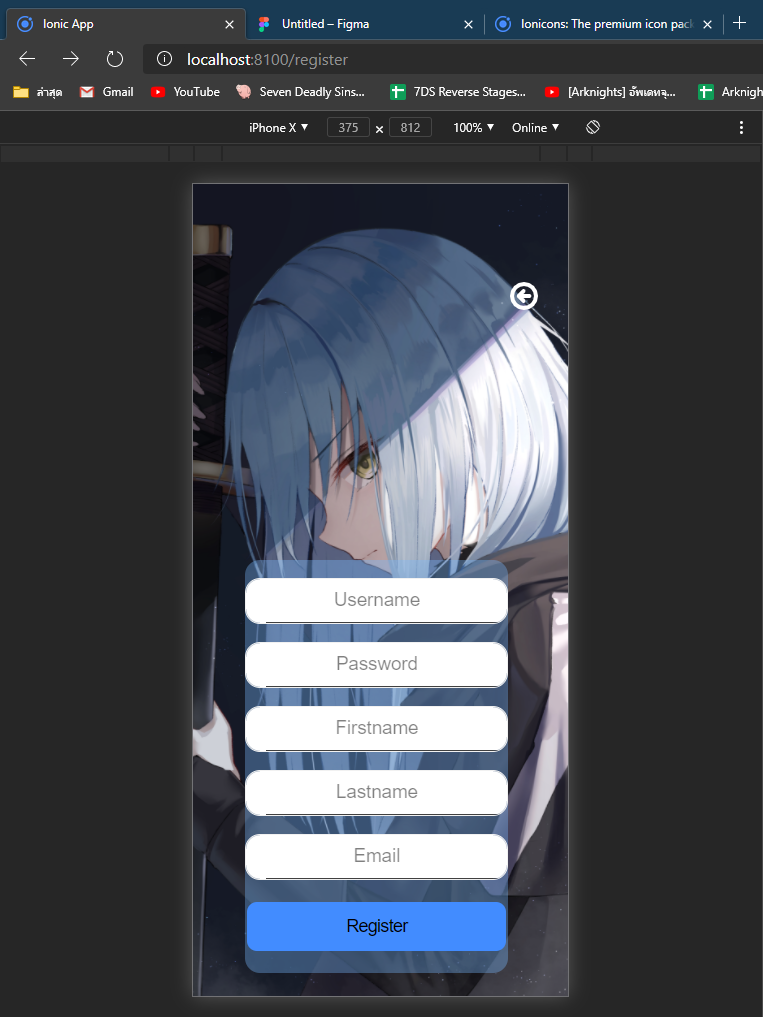 Ionic App
Untitled – Figma
Ionicons: The premium icon pac
localhost:8100/register
ล่าสุด
Gmail
YouTube
Seven Deadly Sins...
7DS Reverse Stages...
[Arknights] อัพเดทจุ...
Arknigh
iPhone X ▼
375 × 812
100% ▼
Online ▼
Username
Password
Firstname
Lastname
Email
Register